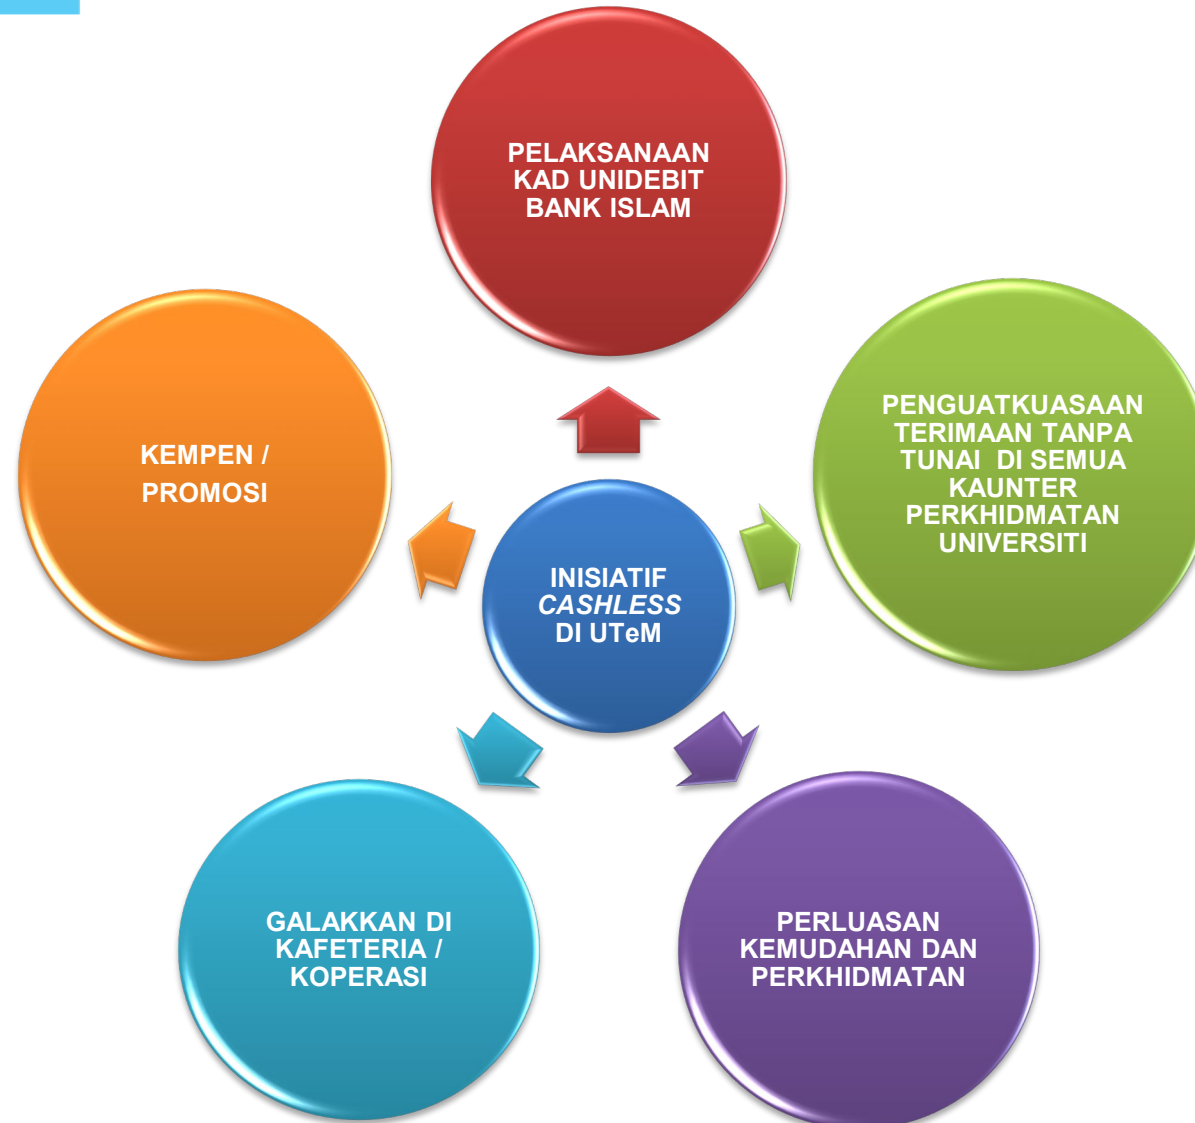 PELAKSANAAN
KAD UNIDEBIT
BANK ISLAM
PENGUATKUASAAN
TERIMAAN TANPA
TUNAI DI SEMUA
KAUNTER
PERKHIDMATAN
UNIVERSITI
KEMPEN /
PROMOSI
INISIATIF
CASHLESS
DI UTeM
GALAKKAN DI
KAFETERIA /
KOPERASI
PERLUASAN
KEMUDAHAN DAN
PERKHIDMATAN